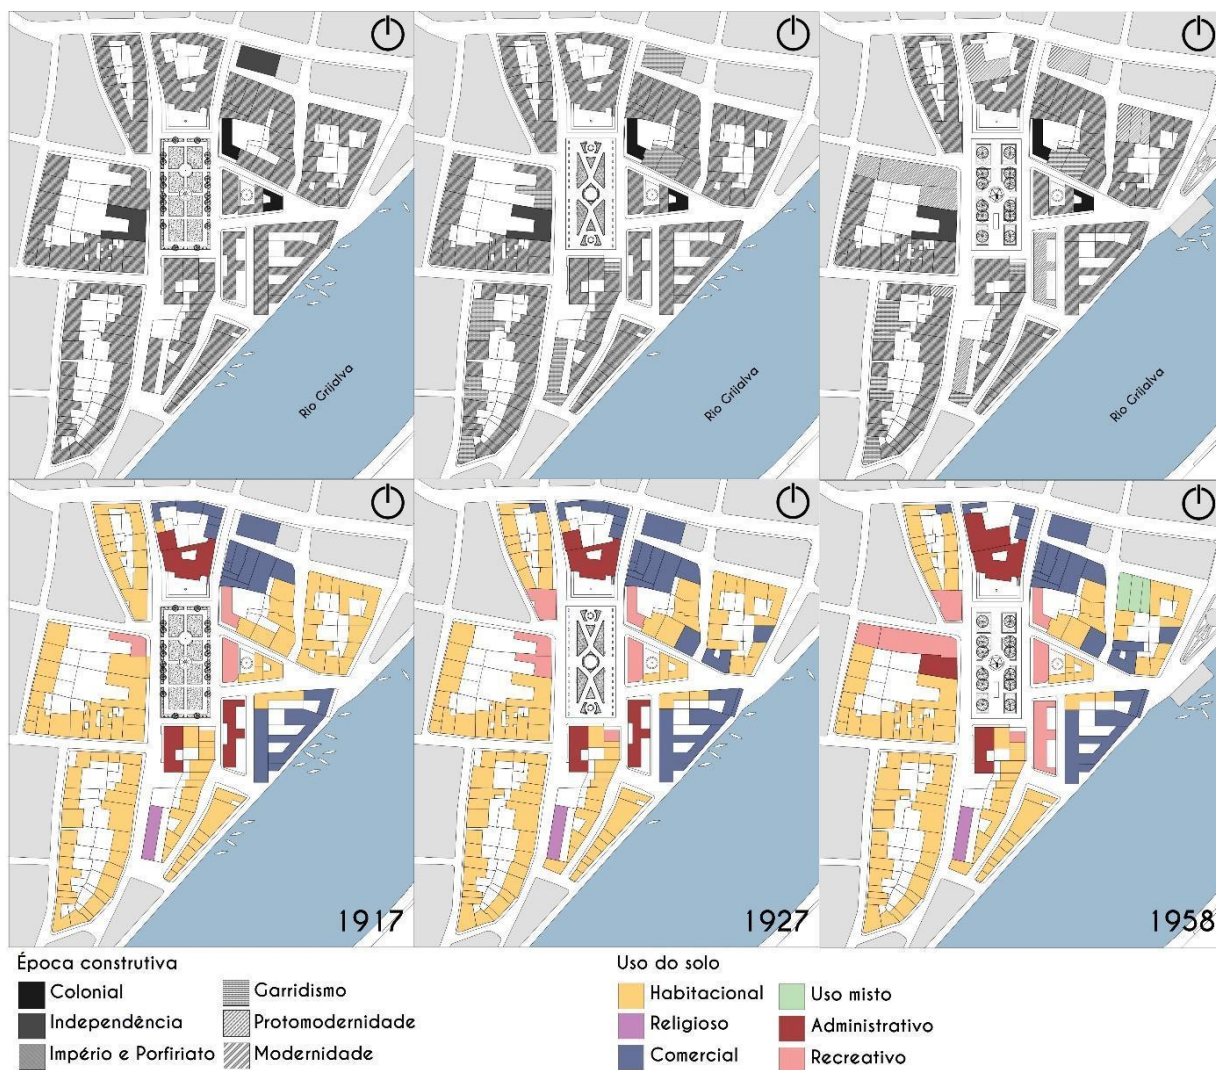 Rio Grijalva
Rio Grijalva
Rio Grijalva
1917
1927
1958
Época construtiva
Colonial
Independência
Império e Porfiriato
Garridismo
Protomodernidade
Modernidade
Uso do solo
Habitacional
Religioso
Comercial
Uso misto
Administrativo
Recreativo